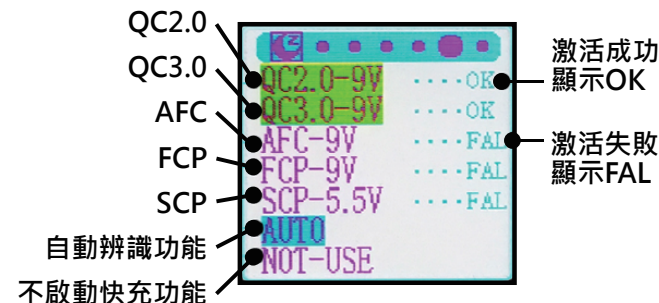 QC2.0
QC3.0
AFC
FCP
SCP
自動辨識功能
不啟動快充功能
QC2.0-9V ····OK
QC3.0-9V ····OK
AFC-9V ····FAL
FCP-9V ····FAL
SCP-5.5V ····FAL
AUTO
NOT-USE
激活成功
顯示OK
激活失敗
顯示FAL